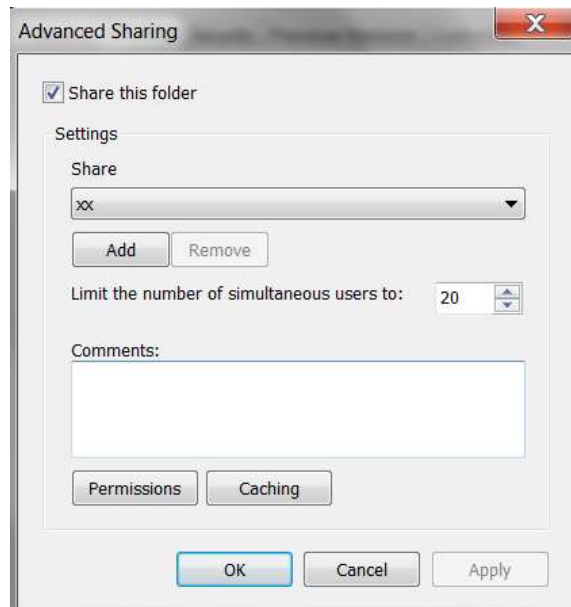 Advanced Sharing
Share this folder
Settings
Share
xx
Add Remove
Limit the number of simultaneous users to: 20
Comments:
Permissions Caching
OK Cancel Apply